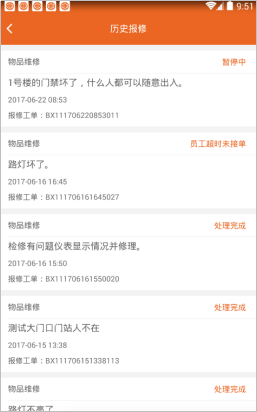 9:51
历史报修
物品维修 暂停中
1号楼的门禁坏了，什么人都可以随意出入。
2017-06-22 08:53
报修工单：BX111706220853011
物品维修 员工超时未接单
路灯坏了。
2017-06-16 16:45
报修工单：BX111706161645027
物品维修 处理完成
检修有问题仪表显示情况并修理。
2017-06-16 15:50
报修工单：BX111706161550020
物品维修 处理完成
测试大门口门站人不在
2017-06-15 13:38
报修工单：BX111706151338113
物品维修 处理完成
路灯不亮了